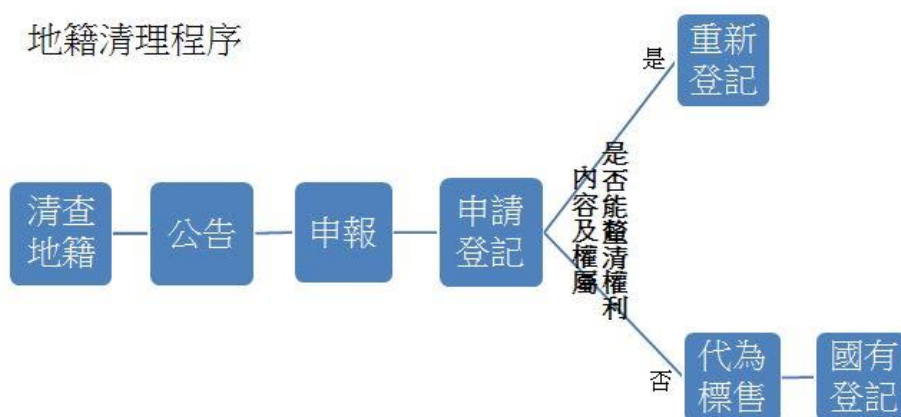 地籍清理程序
清查
地籍
公告
申報
申請
登記
是否能釐清權利
內容及權屬
是
重新
登記
否
代為
標售
國有
登記